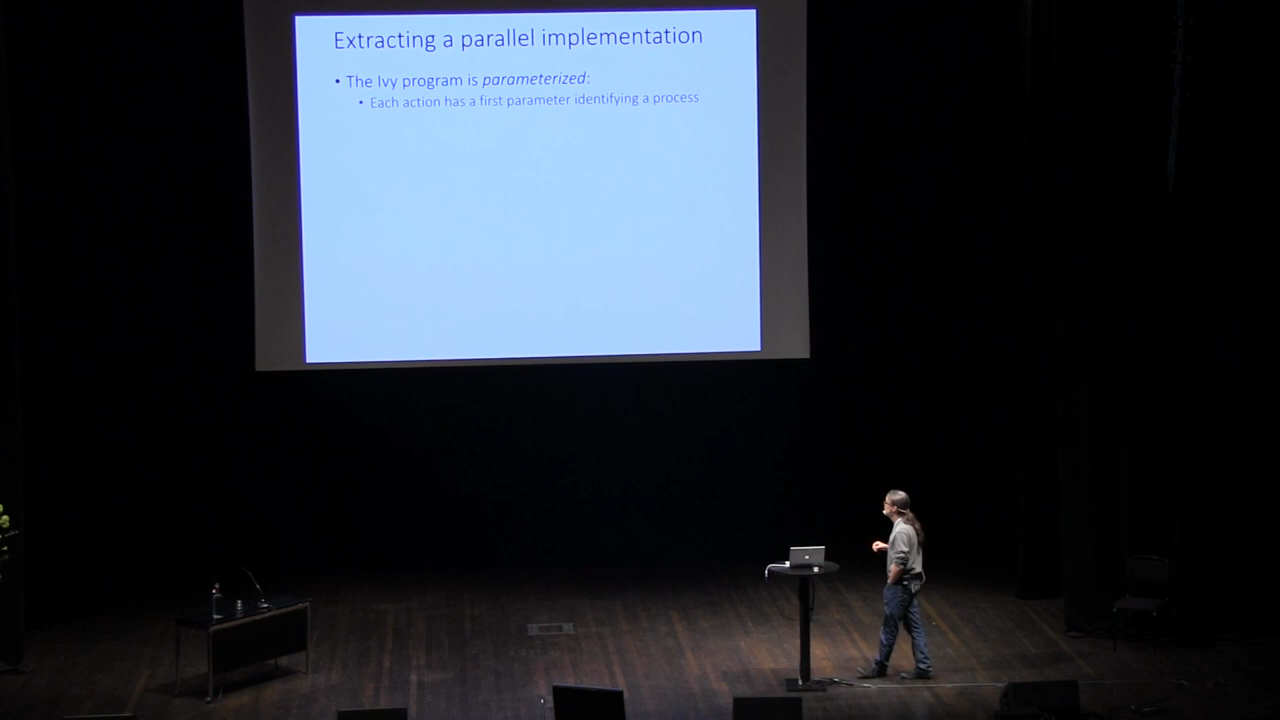 Extracting a parallel implementation
• The Ivy program is parameterized:
• Each action has a first parameter identifying a process